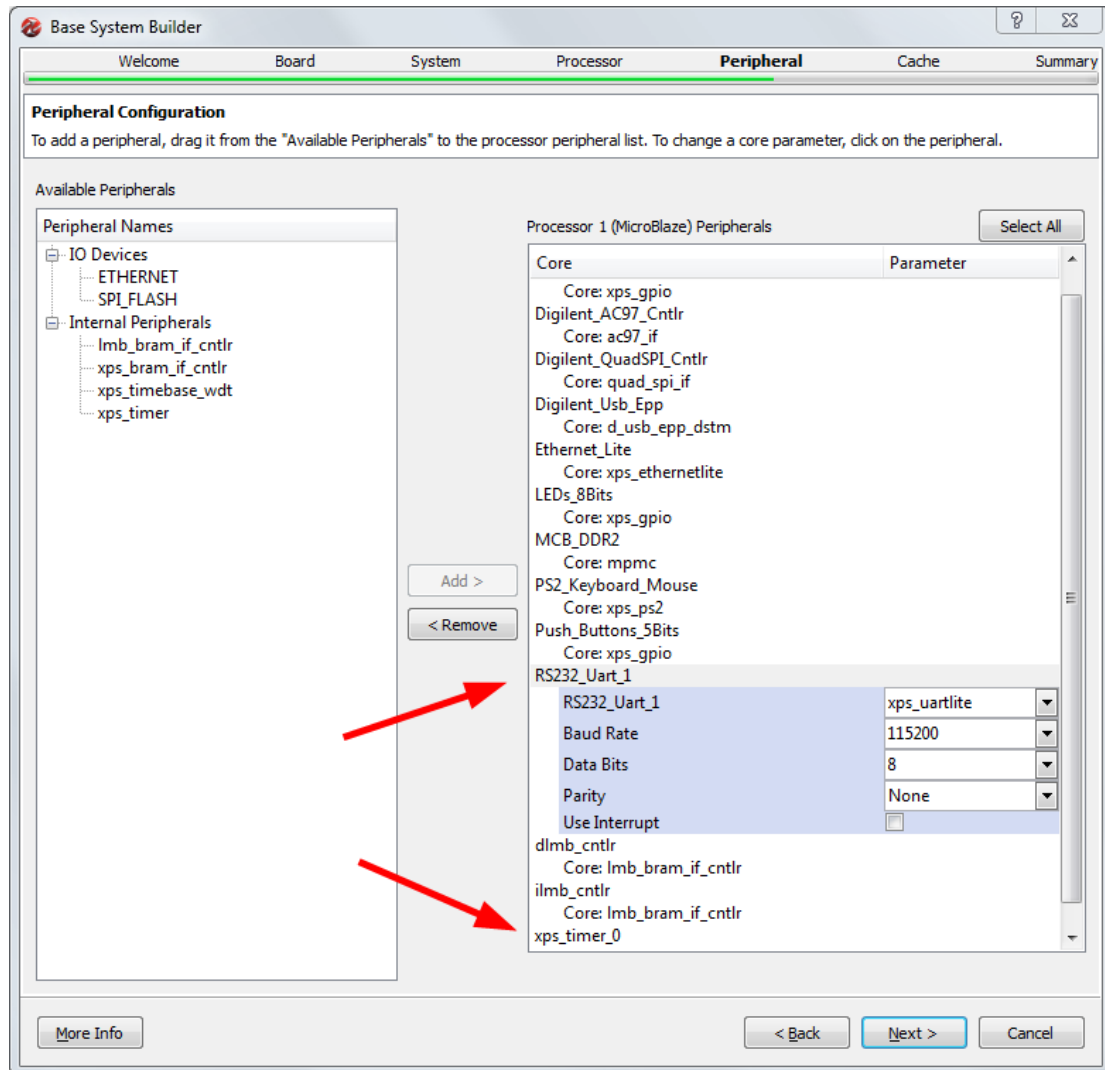 Base System Builder
Welcome Board System Processor Peripheral Cache Summary
Peripheral Configuration
To add a peripheral, drag it from the "Available Peripherals" to the processor peripheral list. To change a core parameter, click on the peripheral.
Available Peripherals
Peripheral Names
IO Devices
ETHERNET
SPI_FLASH
Internal Peripherals
lmb_bram_if_cntlr
xps_bram_if_cntlr
xps_timebase_wdt
xps_timer
Add >
< Remove
Processor 1 (MicroBlaze) Peripherals Select All
Core Parameter
Core: xps_gpio
Digilent_AC97_Cntlr
Core: ac97_if
Digilent_QuadSPI_Cntlr
Core: quad_spi_if
Digilent_Usb_Epp
Core: d_usb_epp_dstm
Ethernet_Lite
Core: xps_ethernetlite
LEDs_8Bits
Core: xps_gpio
MCB_DDR2
Core: mpmc
PS2_Keyboard_Mouse
Core: xps_ps2
Push_Buttons_5Bits
Core: xps_gpio
RS232_Uart_1
RS232_Uart_1 xps_uartlite
Baud Rate 115200
Data Bits 8
Parity None
Use Interrupt
dlmb_cntlr
Core: lmb_bram_if_cntlr
ilmb_cntlr
Core: lmb_bram_if_cntlr
xps_timer_0
More Info < Back Next > Cancel